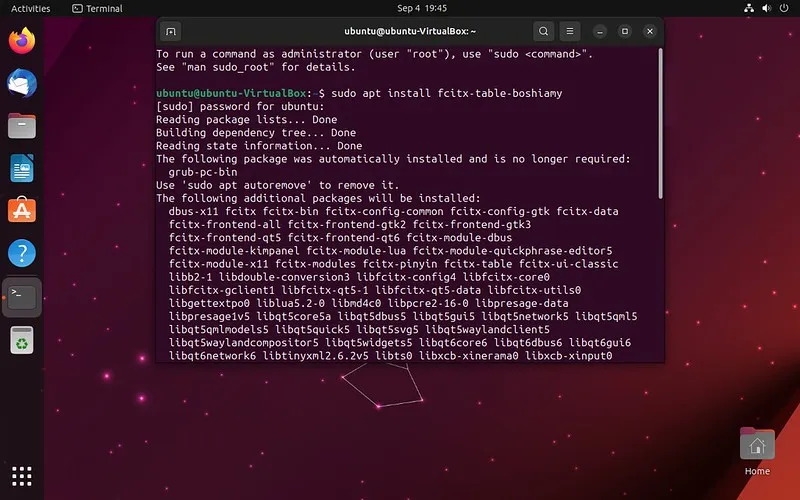 Activities
Terminal
Sep 4 19:45
ubuntu@ubuntu-VirtualBox: ~
To run a command as administrator (user "root"), use "sudo <command>".
See "man sudo_root" for details.
ubuntu@ubuntu-VirtualBox:~$ sudo apt install fcitx-table-boshiamy
[sudo] password for ubuntu:
Reading package lists... Done
Building dependency tree... Done
Reading state information... Done
The following package was automatically installed and is no longer required:
grub-pc-bin
Use 'sudo apt autoremove' to remove it.
The following additional packages will be installed:
dbus-x11 fcitx fcitx-bin fcitx-config-common fcitx-config-gtk fcitx-data
fcitx-frontend-all fcitx-frontend-gtk2 fcitx-frontend-gtk3
fcitx-frontend-qt5 fcitx-frontend-qt6 fcitx-module-dbus
fcitx-module-kimpanel fcitx-module-lua fcitx-module-quickphrase-editor5
fcitx-module-x11 fcitx-modules fcitx-pinyin fcitx-table fcitx-ui-classic
libb2-1 libdouble-conversion3 libfcitx-config4 libfcitx-core0
libfcitx-gclient1 libfcitx-qt5-1 libfcitx-qt5-data libfcitx-utils0
libgettextpo0 liblua5.2-0 libmd4c0 libpcre2-16-0 libpresage-data
libpresage1v5 libqt5core5a libqt5dbus5 libqt5gui5 libqt5network5 libqt5qml5
libqt5qmlmodels5 libqt5quick5 libqt5svg5 libqt5waylandclient5
libqt5waylandcompositor5 libqt5widgets5 libqt6core6 libqt6dbus6 libqt6gui6
libqt6network6 libtinyxml2.6.2v5 libts0 libxcb-xinerama0 libxcb-xinput0
Home